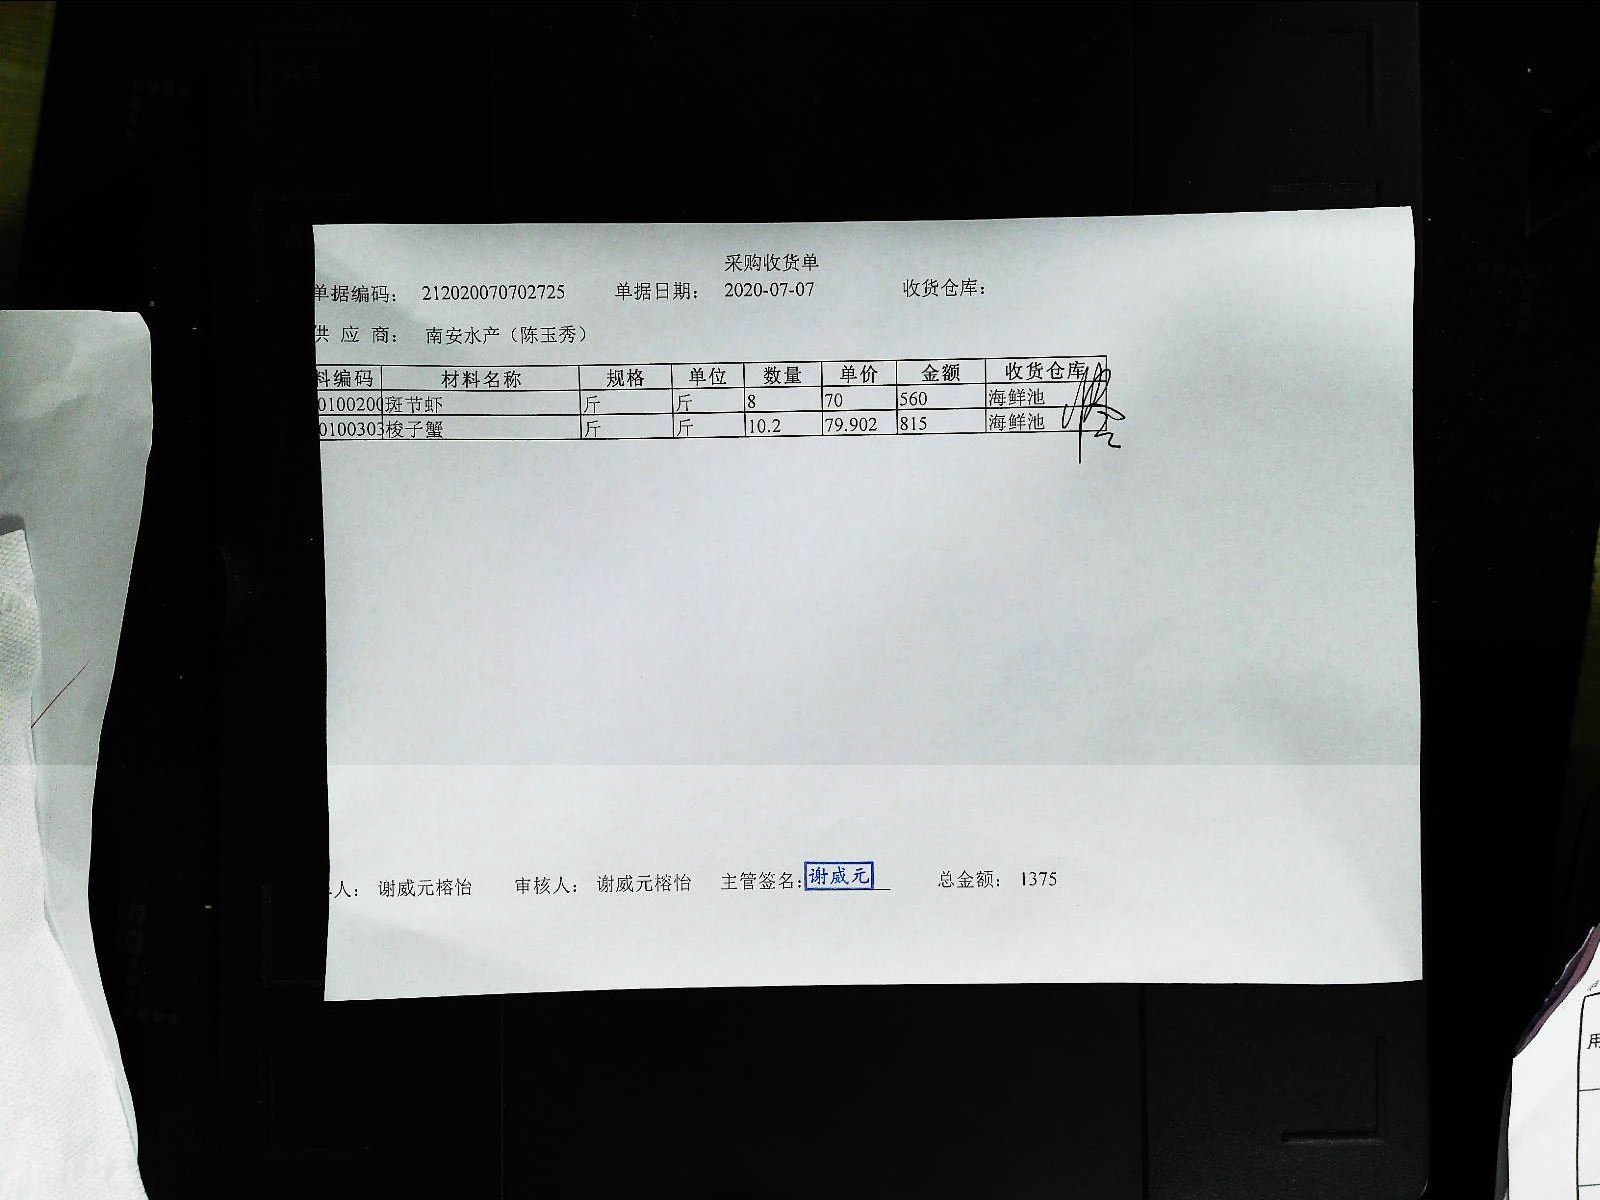 采购收货单
单据编码： 212020070702725 单据日期： 2020-07-07 收货仓库：
供 应 商： 南安水产（陈玉秀）
料编码 材料名称 规格 单位 数量 单价 金额 收货仓库
0100200 斑节虾 斤 斤 8 70 560 海鲜池
0100303 梭子蟹 斤 斤 10.2 79.902 815 海鲜池
人： 谢威元榕怡 审核人： 谢威元榕怡 主管签名： 谢威元 总金额： 1375
用